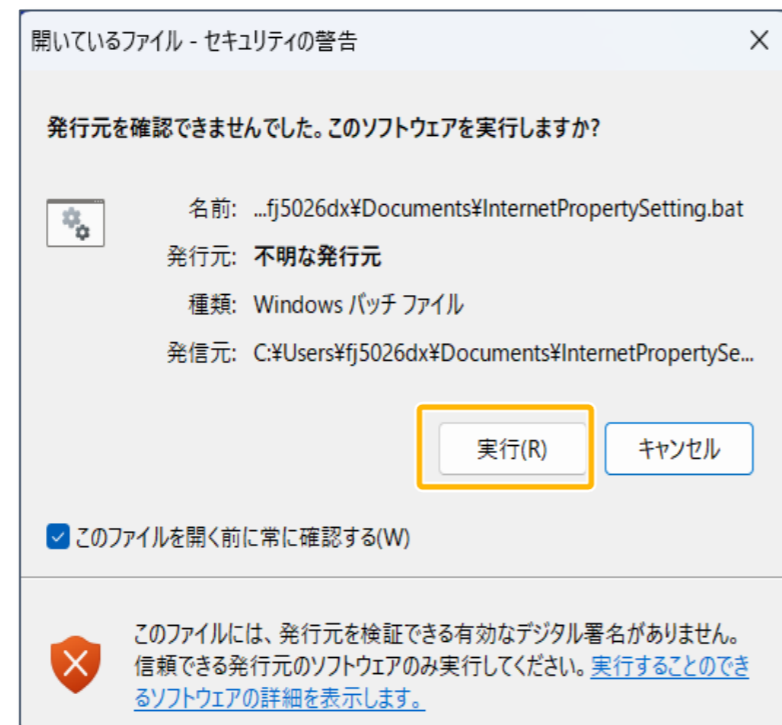 開いているファイル - セキュリティの警告
発行元を確認できませんでした。このソフトウェアを実行しますか?
名前: ...fj5026dx¥Documents¥InternetPropertySetting.bat
発行元: 不明な発行元
種類: Windows バッチ ファイル
発信元: C:¥Users¥fj5026dx¥Documents¥InternetPropertySe...
実行(R) キャンセル
このファイルを開く前に常に確認する(W)
このファイルには、発行元を検証できる有効なデジタル署名がありません。
信頼できる発行元のソフトウェアのみ実行してください。実行することのでき
るソフトウェアの詳細を表示します。